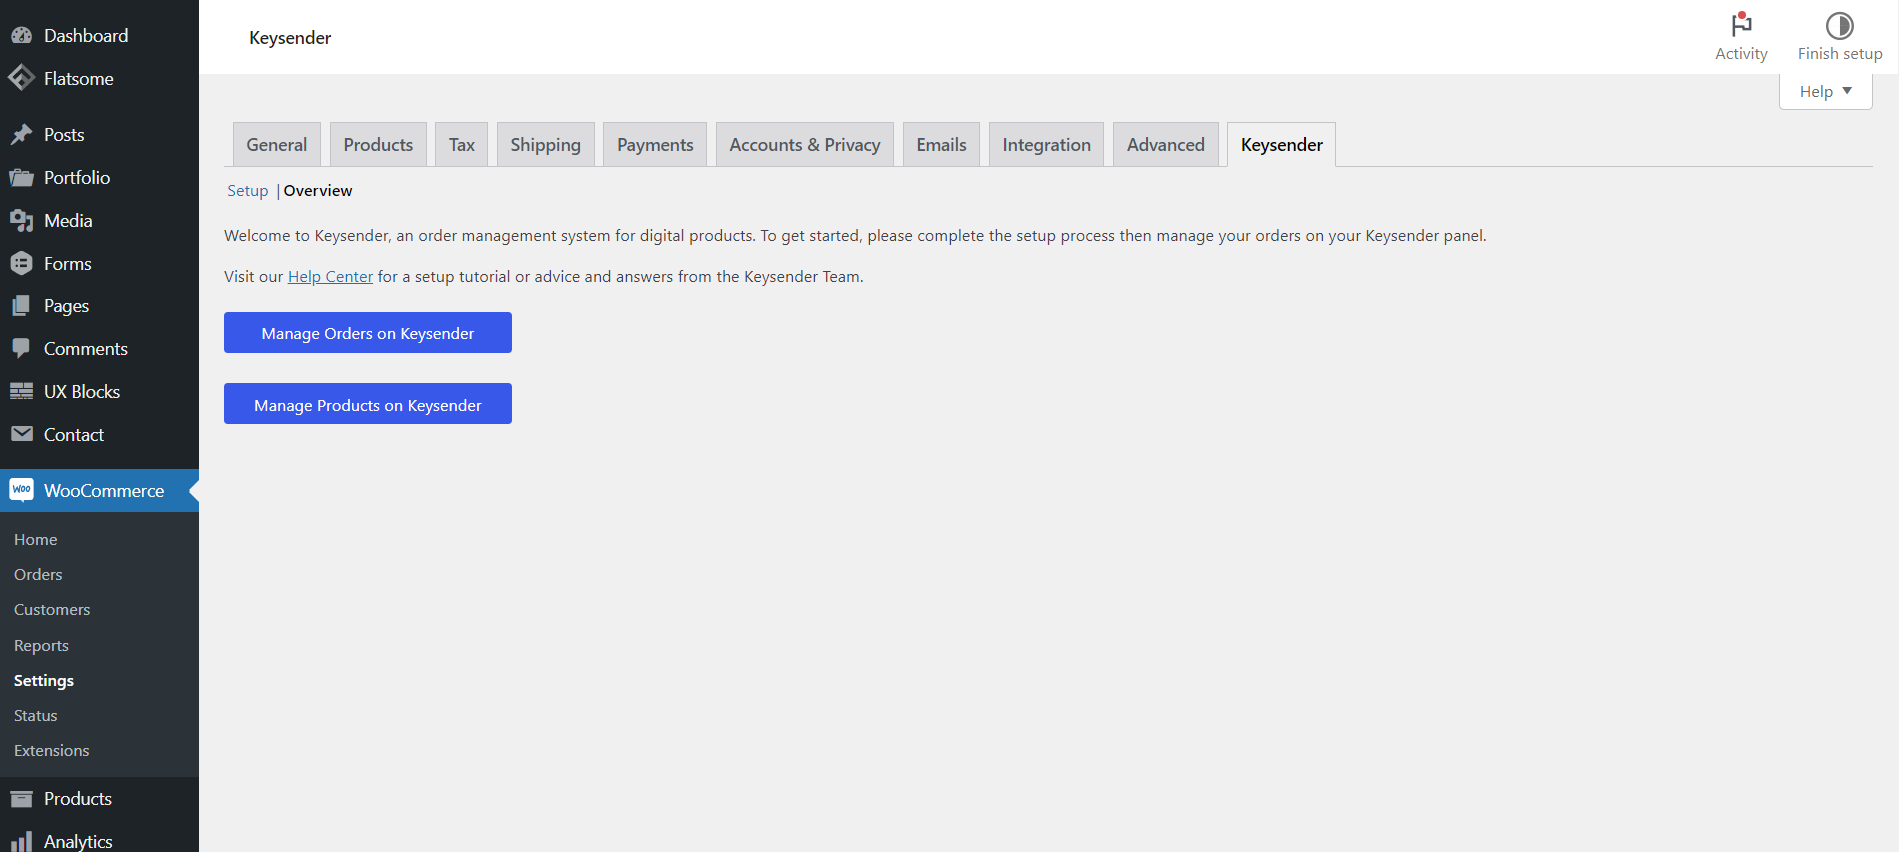 Dashboard
Flatsome
Posts
Portfolio
Media
Forms
Pages
Comments
UX Blocks
Contact
Woo WooCommerce
Home
Orders
Customers
Reports
Settings
Status
Extensions
Products
Analytics
Keysender
Activity
Finish setup
Help
General Products Tax Shipping Payments Accounts & Privacy Emails Integration Advanced Keysender
Setup | Overview
Welcome to Keysender, an order management system for digital products. To get started, please complete the setup process then manage your orders on your Keysender panel.
Visit our Help Center for a setup tutorial or advice and answers from the Keysender Team.
Manage Orders on Keysender
Manage Products on Keysender